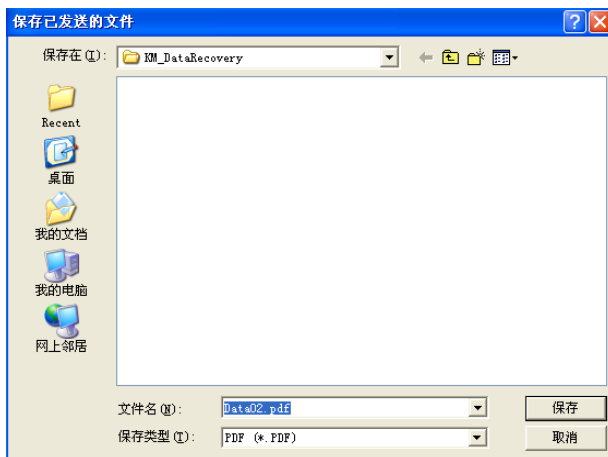 保存已发送的文件
保存在(I): KM_DataRecovery
Recent
桌面
我的文档
我的电脑
网上邻居
文件名(N): Data02.pdf 保存
保存类型(T): PDF (*.PDF) 取消